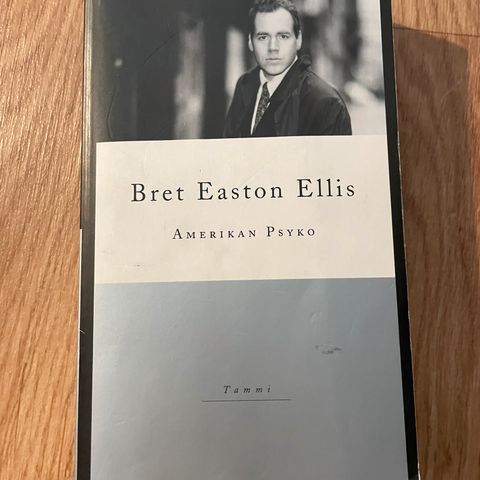 Bret Easton Ellis
Amerikan Psyko
Tammi